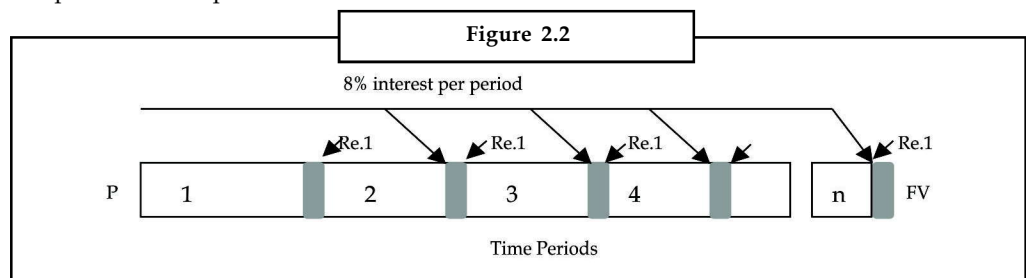 Figure 2.2
8% interest per period
Re.1 Re.1 Re.1 Re.1
P 1 2 3 4 n FV
Time Periods